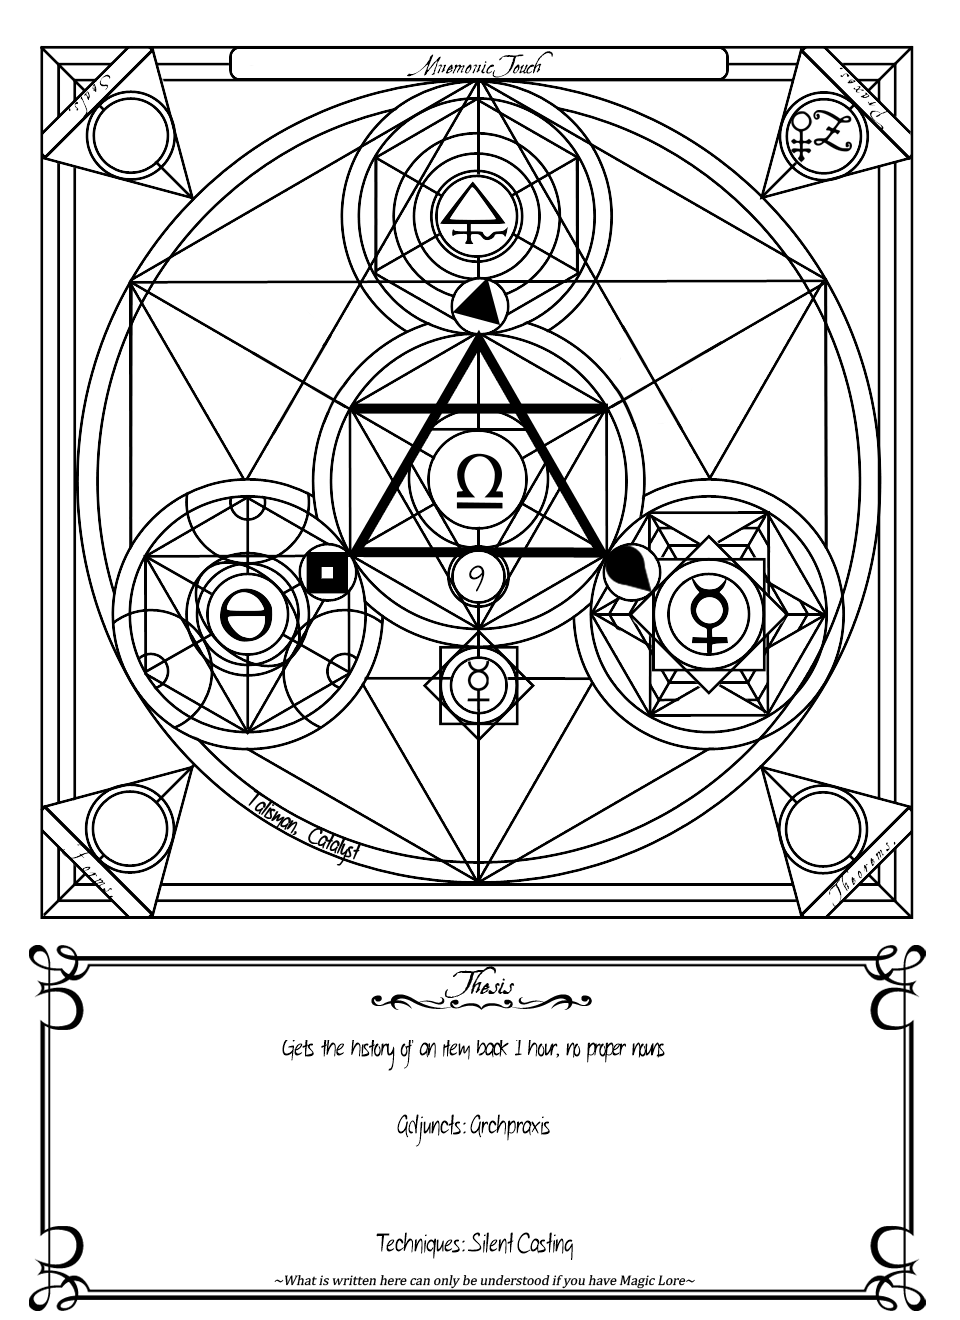 Mnemonic Touch
Seals
Praxes
9
Talisman, Catalyst
Forms
Theorems
Thesis
Gets the history of an item back 1 hour, no proper nouns
Adjuncts: Archpraxis
Techniques: Silent Casting
~What is written here can only be understood if you have Magic Lore~